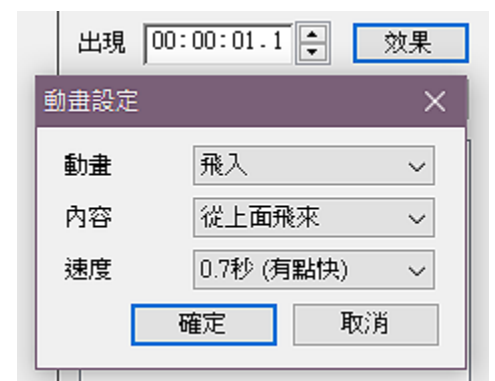 出現 00:00:01.1 效果
動畫設定
動畫 飛入
內容 從上面飛來
速度 0.7秒 (有點快)
確定 取消